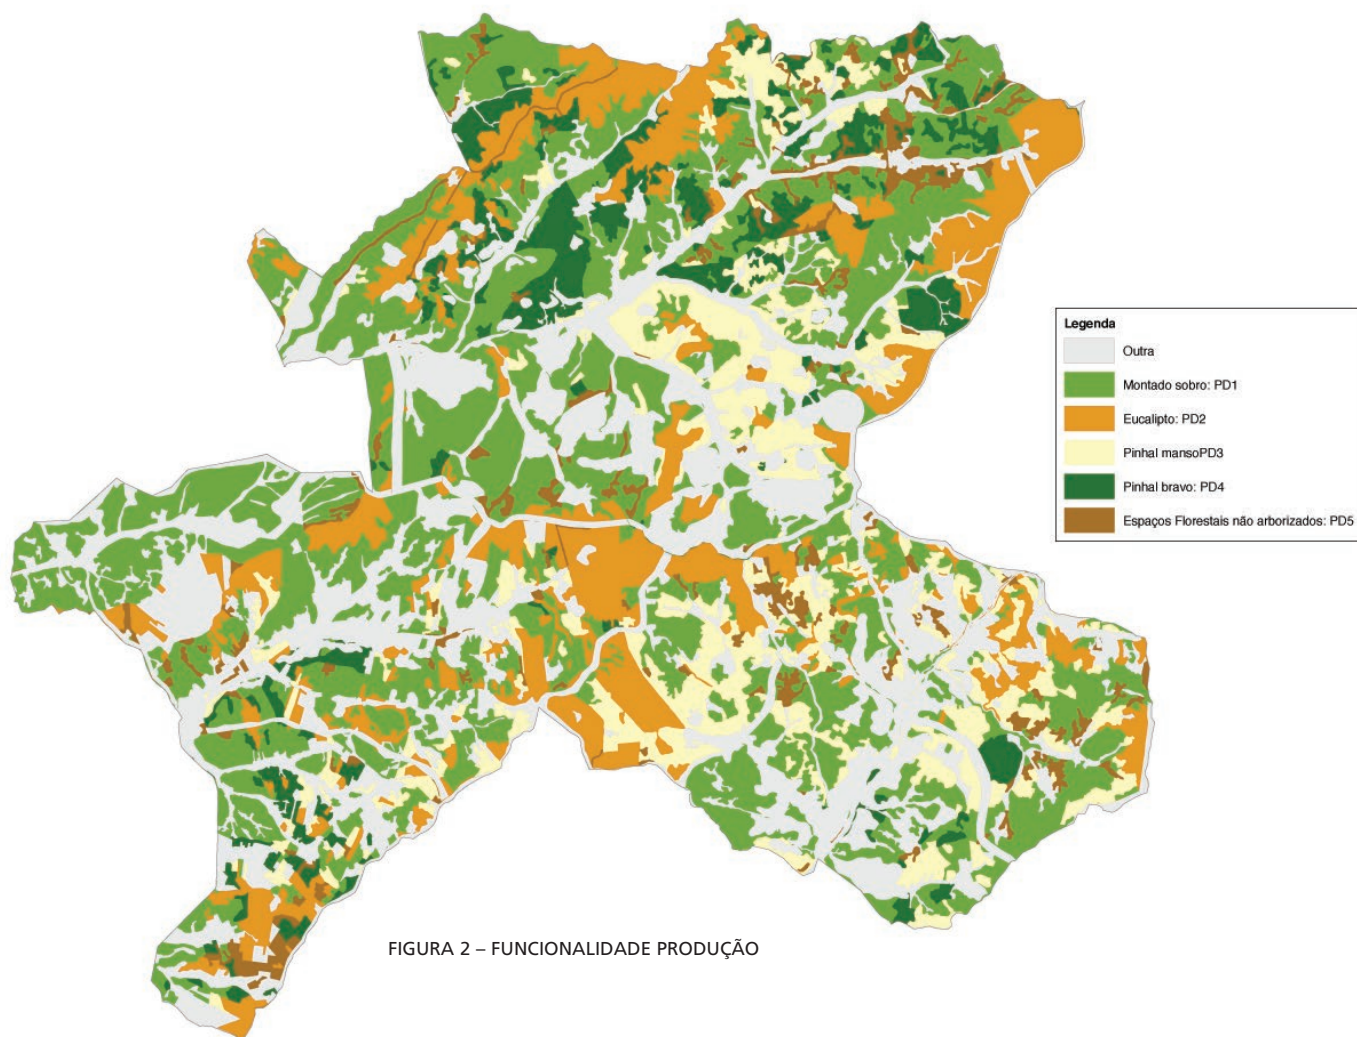 Legenda
Outra
Montado sobro: PD1
Eucalipto: PD2
Pinhal mansoPD3
Pinhal bravo: PD4
Espaços Florestais não arborizados: PD5
FIGURA 2 – FUNCIONALIDADE PRODUÇÃO